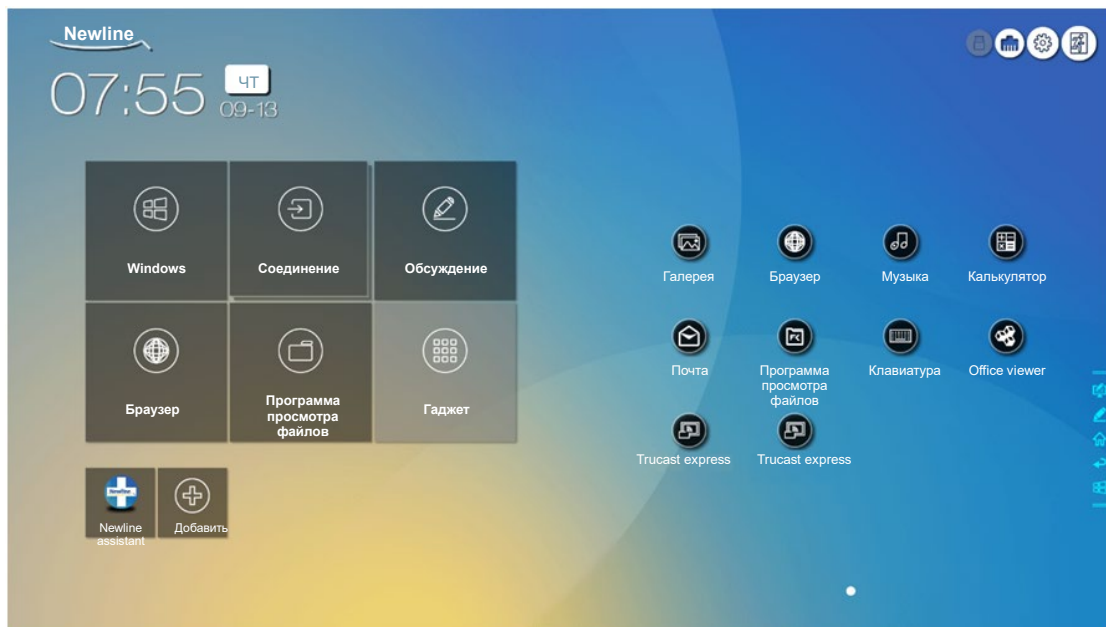 Newline
07:55
ЧТ
09-13
Windows
Соединение
Обсуждение
Браузер
Программа
просмотра
файлов
Гаджет
Newline
assistant
Добавить
Галерея
Браузер
Музыка
Калькулятор
Почта
Программа
просмотра
файлов
Клавиатура
Office viewer
Trucast express
Trucast express